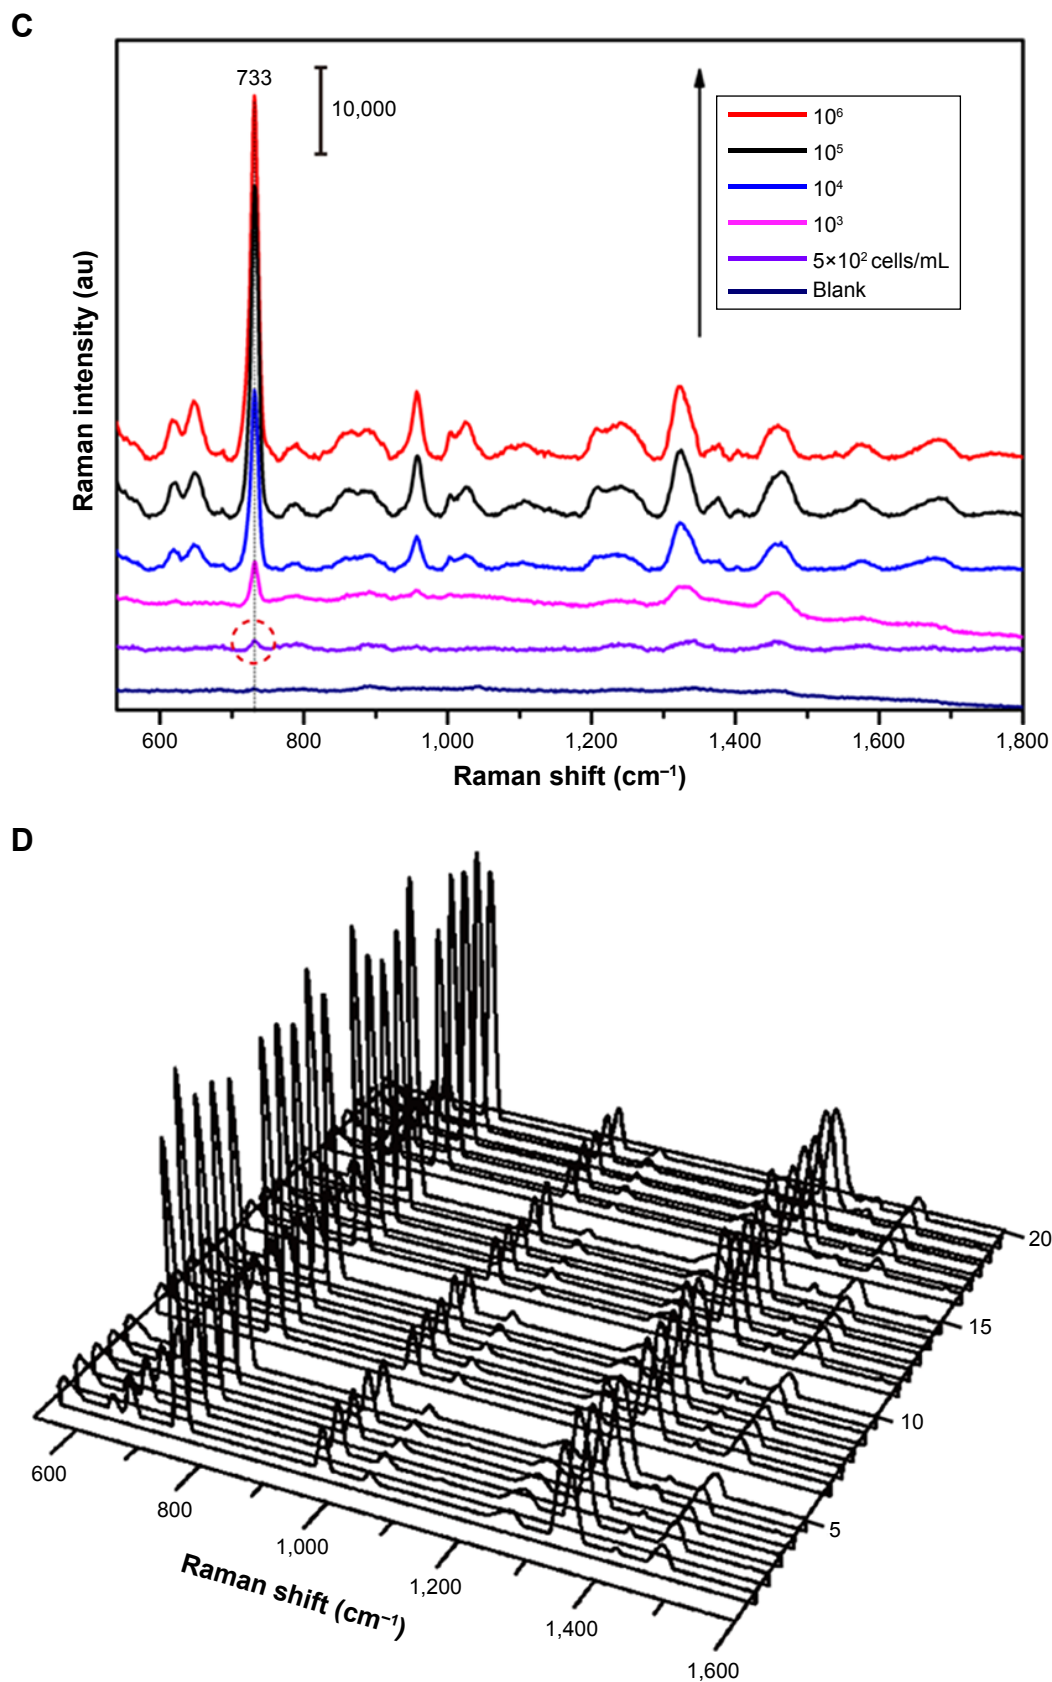 C
733
10,000
10⁶
10⁵
10⁴
10³
5×10² cells/mL
Blank
Raman intensity (au)
600 800 1,000 1,200 1,400 1,600 1,800
Raman shift (cm⁻¹)
D
20
15
10
5
600
800
1,000
1,200
1,400
1,600
Raman shift (cm⁻¹)